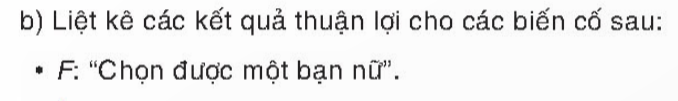 b) Liệt kê các kết quả thuận lợi cho các biến cố sau:
• F: “Chọn được một bạn nữ”.